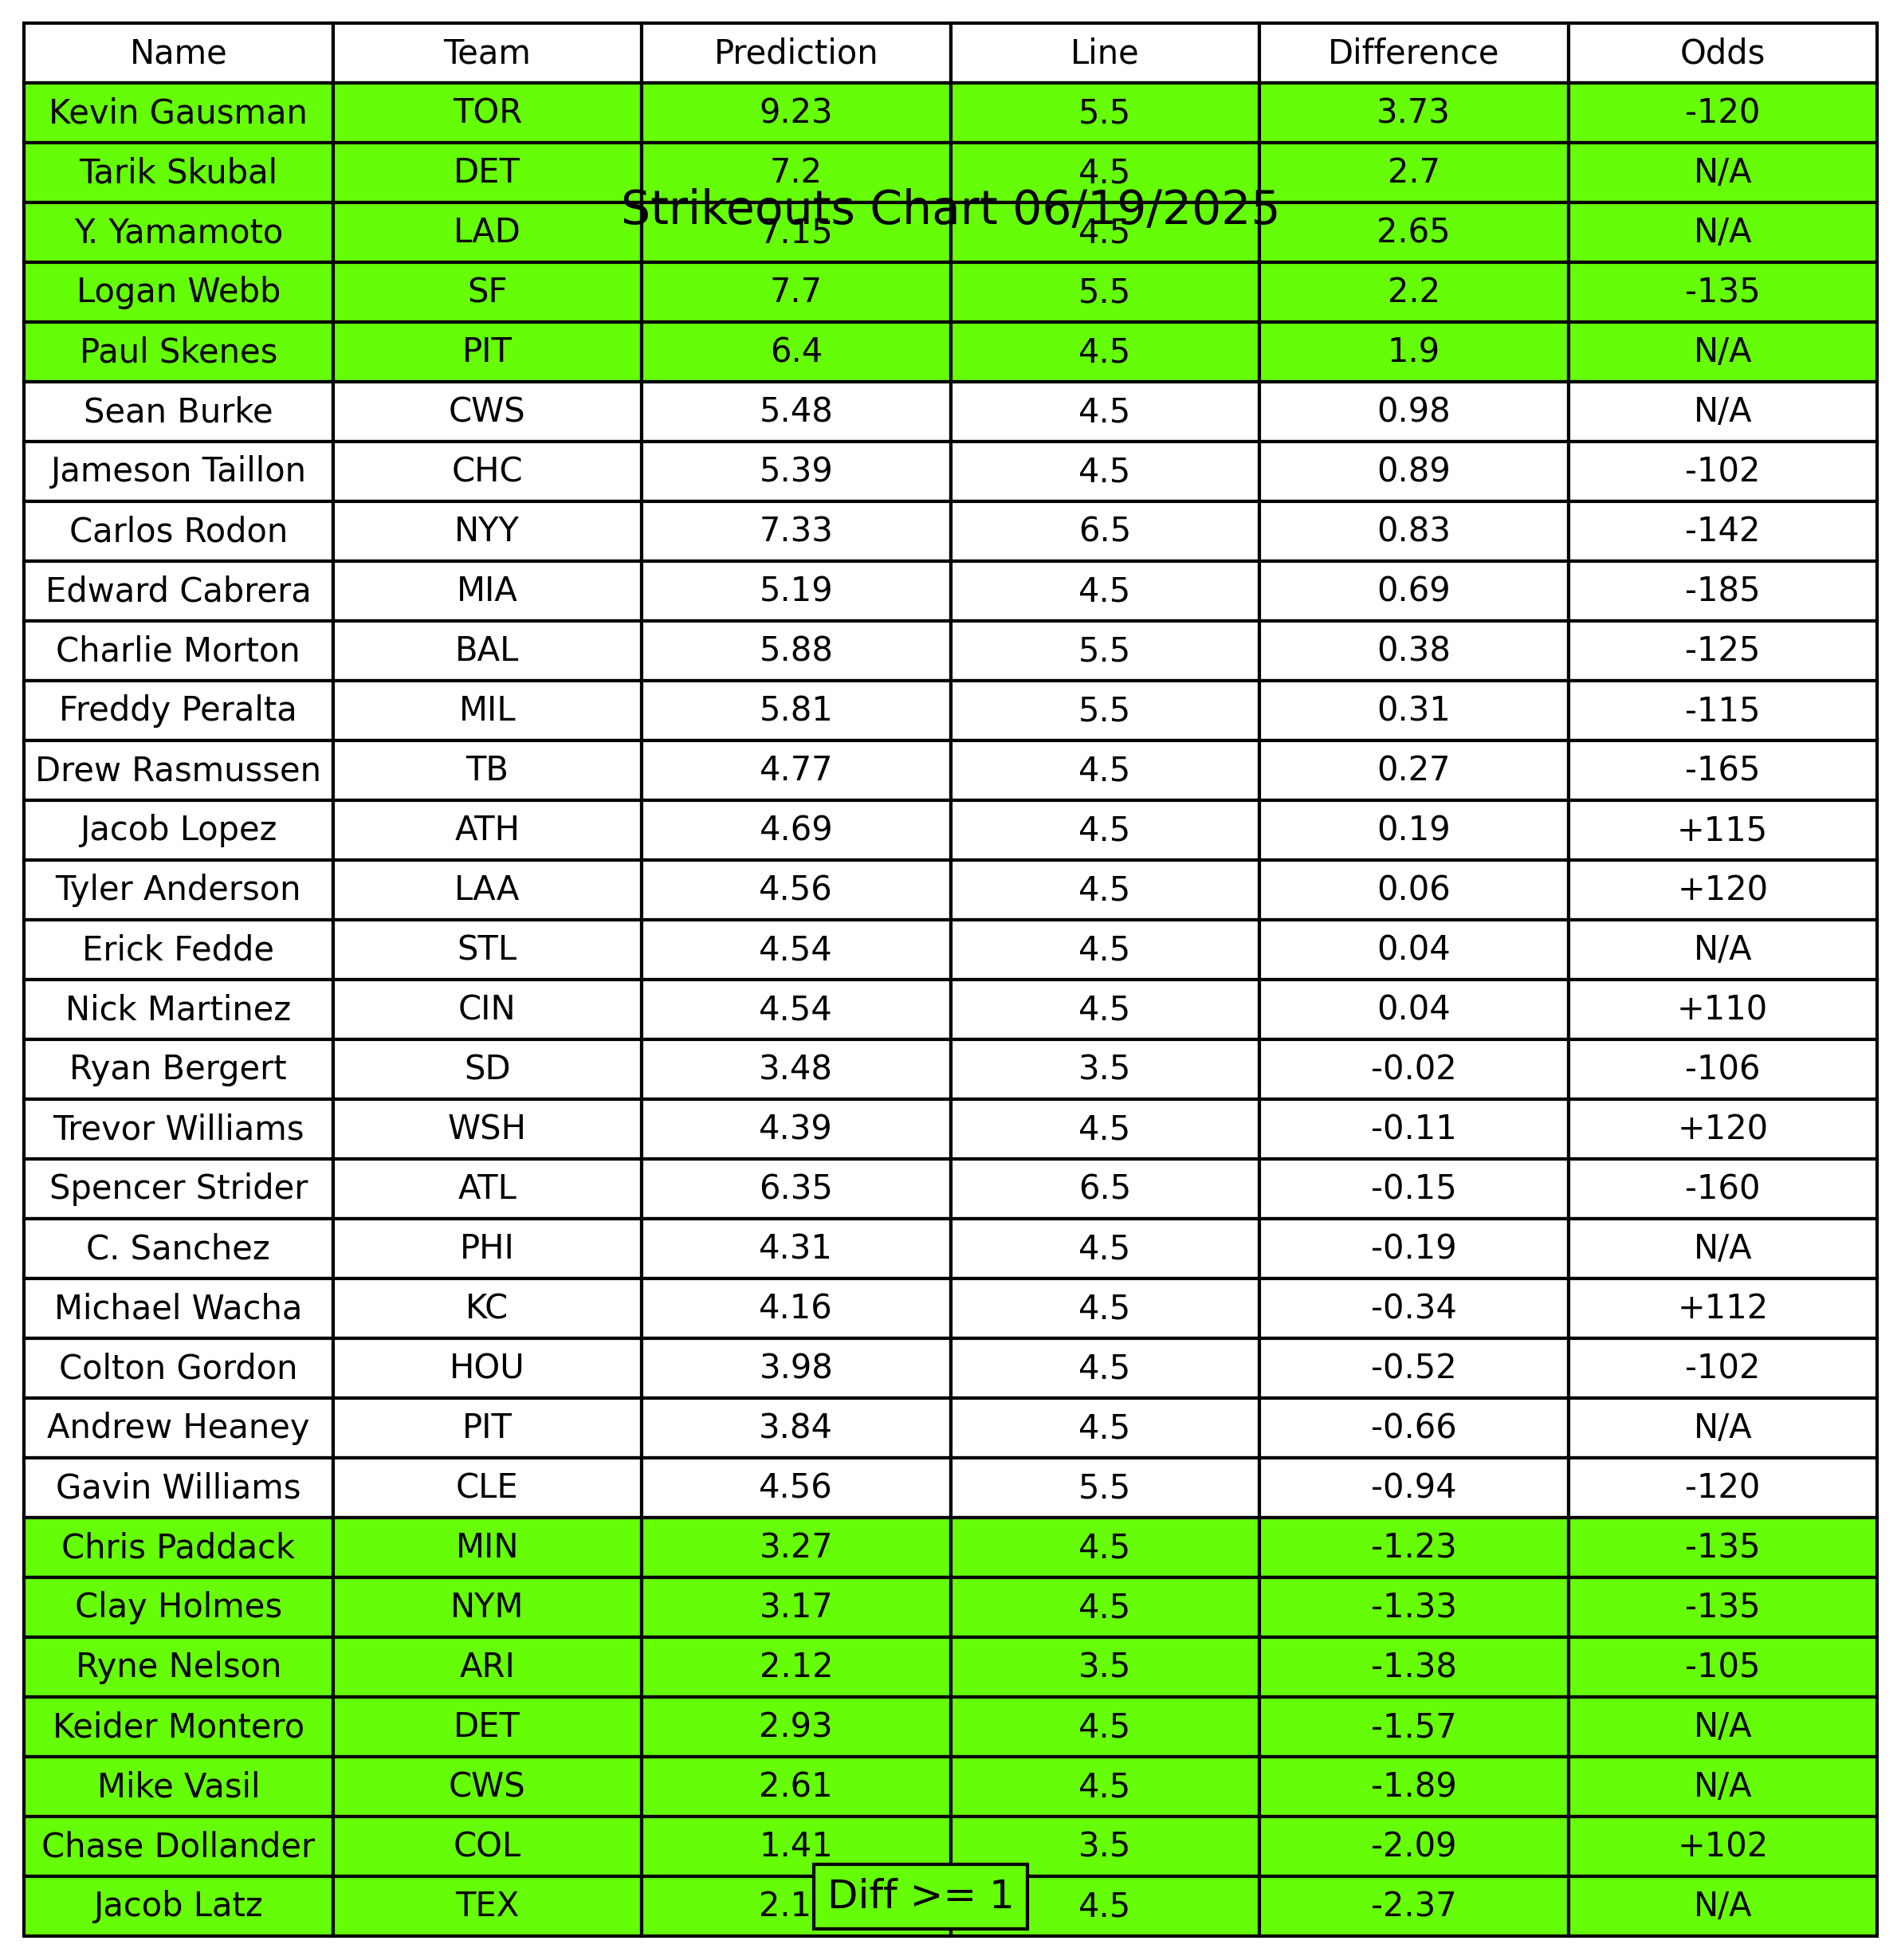 Name Team Prediction Line Difference Odds
Kevin Gausman TOR 9.23 5.5 3.73 -120
Tarik Skubal DET 7.2 4.5 2.7 N/A
Strikeouts Chart 06/19/2025
Y. Yamamoto LAD 7.15 4.5 2.65 N/A
Logan Webb SF 7.7 5.5 2.2 -135
Paul Skenes PIT 6.4 4.5 1.9 N/A
Sean Burke CWS 5.48 4.5 0.98 N/A
Jameson Taillon CHC 5.39 4.5 0.89 -102
Carlos Rodon NYY 7.33 6.5 0.83 -142
Edward Cabrera MIA 5.19 4.5 0.69 -185
Charlie Morton BAL 5.88 5.5 0.38 -125
Freddy Peralta MIL 5.81 5.5 0.31 -115
Drew Rasmussen TB 4.77 4.5 0.27 -165
Jacob Lopez ATH 4.69 4.5 0.19 +115
Tyler Anderson LAA 4.56 4.5 0.06 +120
Erick Fedde STL 4.54 4.5 0.04 N/A
Nick Martinez CIN 4.54 4.5 0.04 +110
Ryan Bergert SD 3.48 3.5 -0.02 -106
Trevor Williams WSH 4.39 4.5 -0.11 +120
Spencer Strider ATL 6.35 6.5 -0.15 -160
C. Sanchez PHI 4.31 4.5 -0.19 N/A
Michael Wacha KC 4.16 4.5 -0.34 +112
Colton Gordon HOU 3.98 4.5 -0.52 -102
Andrew Heaney PIT 3.84 4.5 -0.66 N/A
Gavin Williams CLE 4.56 5.5 -0.94 -120
Chris Paddack MIN 3.27 4.5 -1.23 -135
Clay Holmes NYM 3.17 4.5 -1.33 -135
Ryne Nelson ARI 2.12 3.5 -1.38 -105
Keider Montero DET 2.93 4.5 -1.57 N/A
Mike Vasil CWS 2.61 4.5 -1.89 N/A
Chase Dollander COL 1.41 3.5 -2.09 +102
Jacob Latz TEX 4.5 -2.37 N/A
Diff >= 1